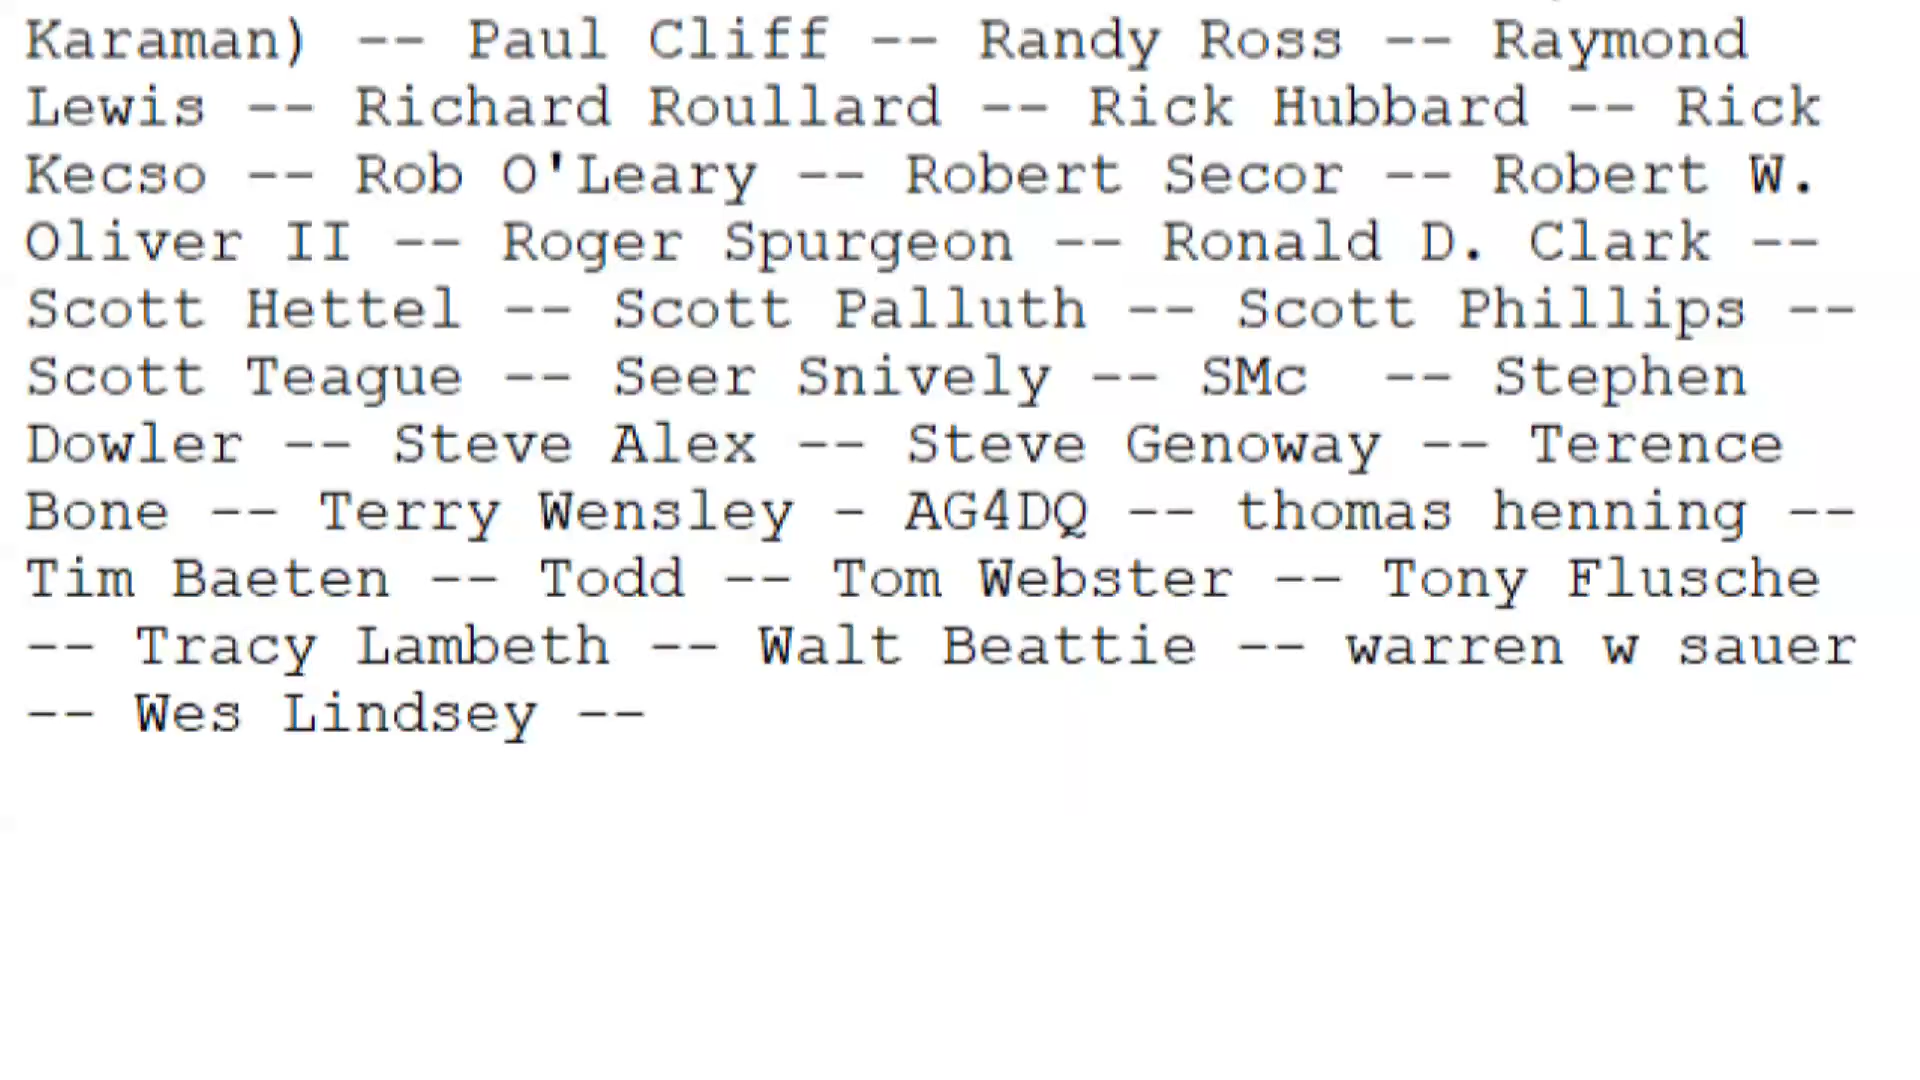 Karaman) -- Paul Cliff -- Randy Ross -- Raymond
Lewis -- Richard Roullard -- Rick Hubbard -- Rick
Kecso -- Rob O'Leary -- Robert Secor -- Robert W.
Oliver II -- Roger Spurgeon -- Ronald D. Clark --
Scott Hettel -- Scott Palluth -- Scott Phillips --
Scott Teague -- Seer Snively -- SMc  -- Stephen
Dowler -- Steve Alex -- Steve Genoway -- Terence
Bone -- Terry Wensley - AG4DQ -- thomas henning --
Tim Baeten -- Todd -- Tom Webster -- Tony Flusche
-- Tracy Lambeth -- Walt Beattie -- warren w sauer
-- Wes Lindsey --